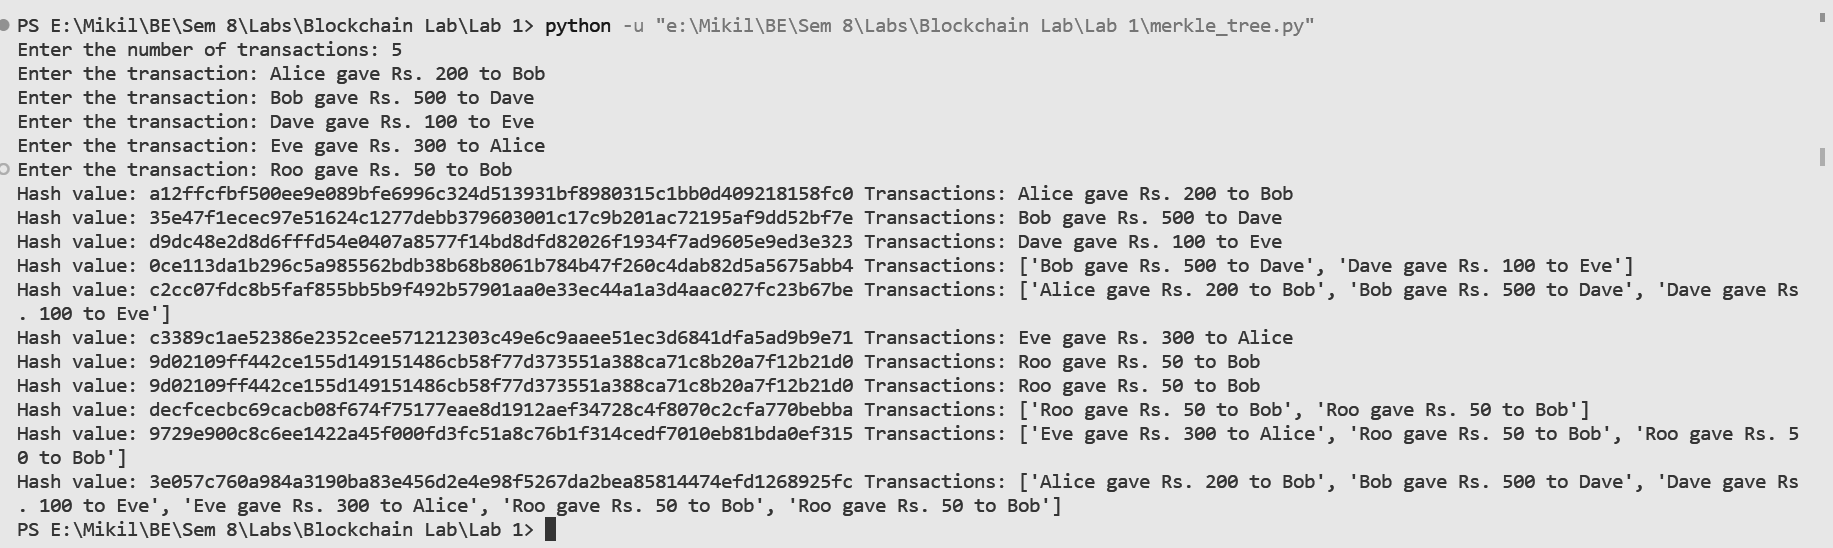 PS E:\Mikil\BE\Sem 8\Labs\Blockchain Lab\Lab 1> python -u "e:\Mikil\BE\Sem 8\Labs\Blockchain Lab\Lab 1\merkle_tree.py"
Enter the number of transactions: 5
Enter the transaction: Alice gave Rs. 200 to Bob
Enter the transaction: Bob gave Rs. 500 to Dave
Enter the transaction: Dave gave Rs. 100 to Eve
Enter the transaction: Eve gave Rs. 300 to Alice
Enter the transaction: Roo gave Rs. 50 to Bob
Hash value: a12ffcfbf500ee9e089bfe6996c324d513931bf8980315c1bb0d409218158fc0 Transactions: Alice gave Rs. 200 to Bob
Hash value: 35e47f1ecec97e51624c1277debb379603001c17c9b201ac72195af9dd52bf7e Transactions: Bob gave Rs. 500 to Dave
Hash value: d9dc48e2d8d6fffd54e0407a8577f14bd8dfd82026f1934f7ad9605e9ed3e323 Transactions: Dave gave Rs. 100 to Eve
Hash value: 0ce113da1b296c5a985562bdb38b68b8061b784b47f260c4dab82d5a5675abb4 Transactions: ['Bob gave Rs. 500 to Dave', 'Dave gave Rs. 100 to Eve']
Hash value: c2cc07fdc8b5faf855bb5b9f492b57901aa0e33ec44a1a3d4aac027fc23b67be Transactions: ['Alice gave Rs. 200 to Bob', 'Bob gave Rs. 500 to Dave', 'Dave gave Rs
. 100 to Eve']
Hash value: c3389c1ae52386e2352cee571212303c49e6c9aaee51ec3d6841dfa5ad9b9e71 Transactions: Eve gave Rs. 300 to Alice
Hash value: 9d02109ff442ce155d149151486cb58f77d373551a388ca71c8b20a7f12b21d0 Transactions: Roo gave Rs. 50 to Bob
Hash value: 9d02109ff442ce155d149151486cb58f77d373551a388ca71c8b20a7f12b21d0 Transactions: Roo gave Rs. 50 to Bob
Hash value: decfcecbc69cacb08f674f75177eae8d1912aef34728c4f8070c2cfa770bebba Transactions: ['Roo gave Rs. 50 to Bob', 'Roo gave Rs. 50 to Bob']
Hash value: 9729e900c8c6ee1422a45f000fd3fc51a8c76b1f314cedf7010eb81bda0ef315 Transactions: ['Eve gave Rs. 300 to Alice', 'Roo gave Rs. 50 to Bob', 'Roo gave Rs. 5
0 to Bob']
Hash value: 3e057c760a984a3190ba83e456d2e4e98f5267da2bea85814474efd1268925fc Transactions: ['Alice gave Rs. 200 to Bob', 'Bob gave Rs. 500 to Dave', 'Dave gave Rs
. 100 to Eve', 'Eve gave Rs. 300 to Alice', 'Roo gave Rs. 50 to Bob', 'Roo gave Rs. 50 to Bob']
PS E:\Mikil\BE\Sem 8\Labs\Blockchain Lab\Lab 1>